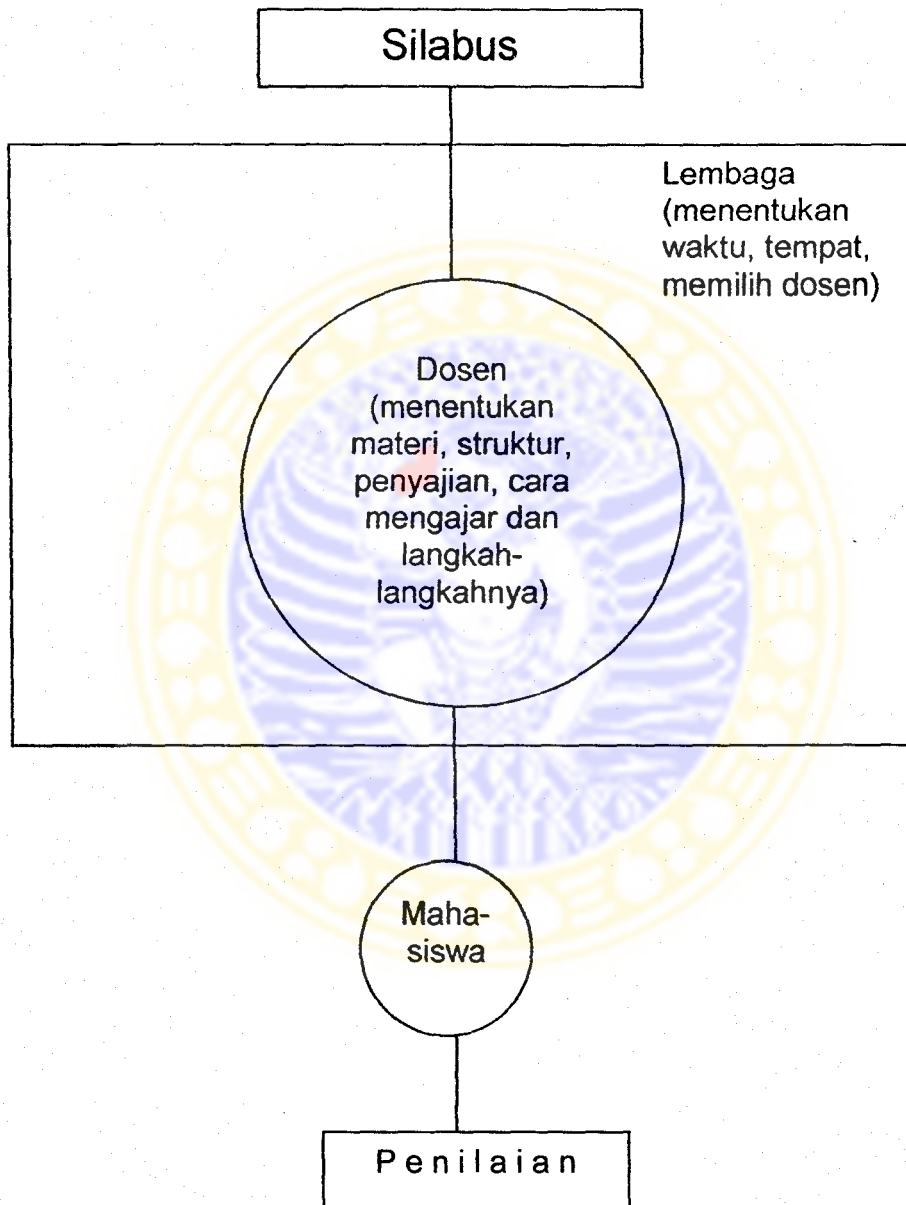 Silabus
Lembaga
(menentukan
waktu, tempat,
memilih dosen)
Dosen
(menentukan
materi, struktur,
penyajian, cara
mengajar dan
langkah-
langkahnya)
Maha-
siswa
Penilaian